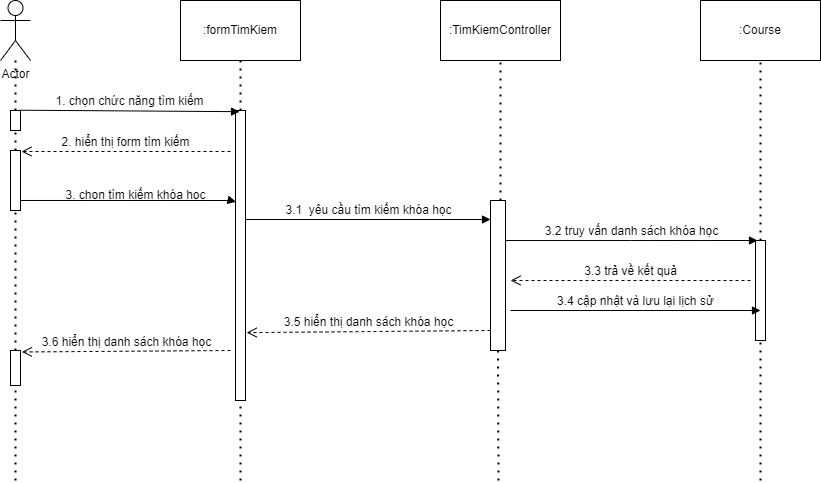 :formTimKiem
:TimKiemController
:Course
Actor
1. chọn chức năng tìm kiếm
2. hiển thị form tìm kiếm
3. chon tìm kiếm khóa học
3.1 yêu cầu tìm kiếm khóa học
3.2 truy vấn danh sách khóa học
3.3 trả về kết quả
3.4 cập nhật và lưu lại lịch sử
3.5 hiển thị danh sách khóa học
3.6 hiển thị danh sách khóa học